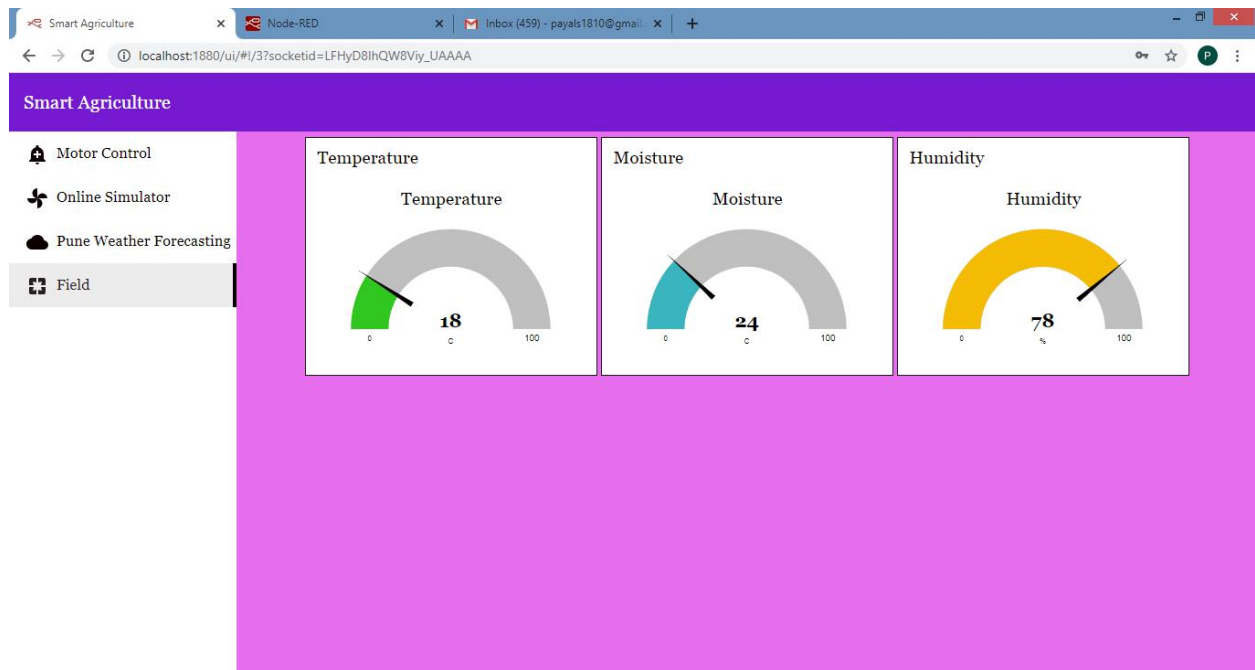 Smart Agriculture
Node-RED
Inbox (459) - payals1810@gmail.
localhost:1880/ui/#!/3?socketid=LFHyD8IhQW8Viy_UAAAA
P
Smart Agriculture
Motor Control
Online Simulator
Pune Weather Forecasting
Field
Temperature
Temperature
18
0
C
100
Moisture
Moisture
24
0
C
100
Humidity
Humidity
78
0
%
100